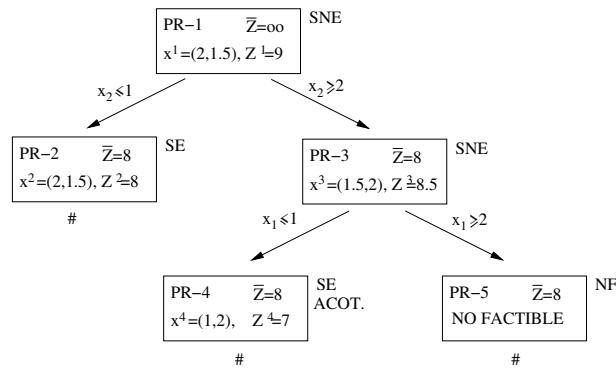 PR-1 Z̅=oo SNE
x¹=(2,1.5), Z¹=9
x₂≤1 x₂≥2
PR-2 Z̅=8 SE
x²=(2,1.5), Z²=8
#
PR-3 Z̅=8 SNE
x³=(1.5,2), Z³=8.5
x₁≤1 x₁≥2
PR-4 Z̅=8 SE
x⁴=(1,2), Z⁴=7 ACOT.
#
PR-5 Z̅=8 NF
NO FACTIBLE
#